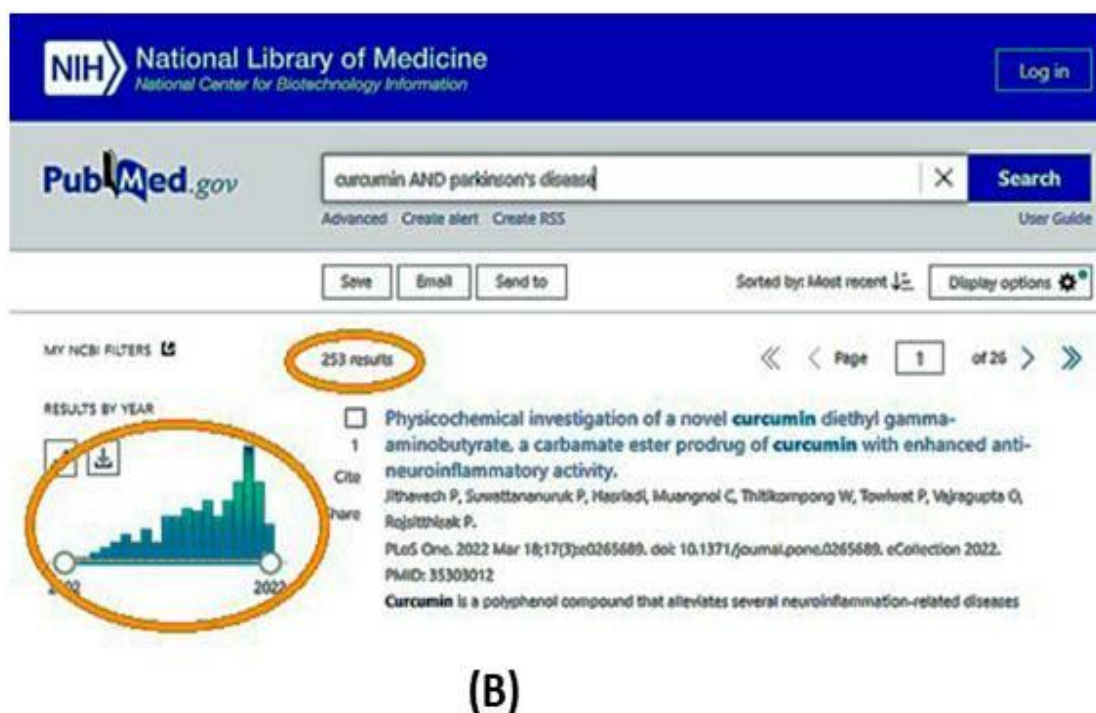 NIH National Library of Medicine
National Center for Biotechnology Information
Log in
PubMed.gov
curcumin AND parkinson's disease
Search
Advanced Create alert Create RSS
User Guide
Save Email Send to
Sorted by: Most recent
Display options
MY NCBI FILTERS
253 results
Page 1 of 26
RESULTS BY YEAR
2022
1
Cite
Share
Physicochemical investigation of a novel curcumin diethyl gamma-
aminobutyrate, a carbamate ester prodrug of curcumin with enhanced anti-
neuroinflammatory activity.
Jithavech P, Suwattananuruk P, Hasriadi, Muangnoi C, Thitikornpong W, Towiwat P, Vajragupta O,
Rojsitthisak P.
PLoS One. 2022 Mar 18;17(3):e0265689. doi: 10.1371/journal.pone.0265689. eCollection 2022.
PMID: 35303012
Curcumin is a polyphenol compound that alleviates several neuroinflammation-related diseases
(B)